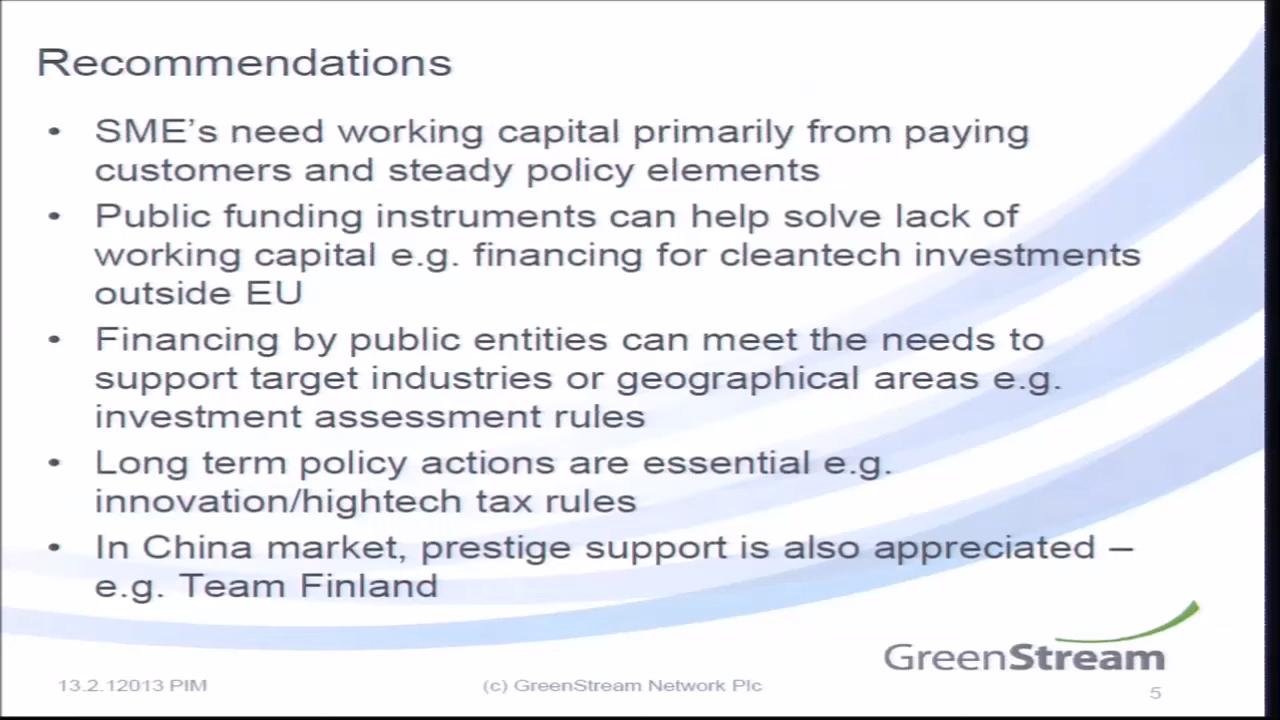 Recommendations
• SME's need working capital primarily from paying
customers and steady policy elements
• Public funding instruments can help solve lack of
working capital e.g. financing for cleantech investments
outside EU
• Financing by public entities can meet the needs to
support target industries or geographical areas e.g.
investment assessment rules
• Long term policy actions are essential e.g.
innovation/hightech tax rules
• In China market, prestige support is also appreciated –
e.g. Team Finland
GreenStream
13.2.12013 PIM
(c) GreenStream Network Plc
5